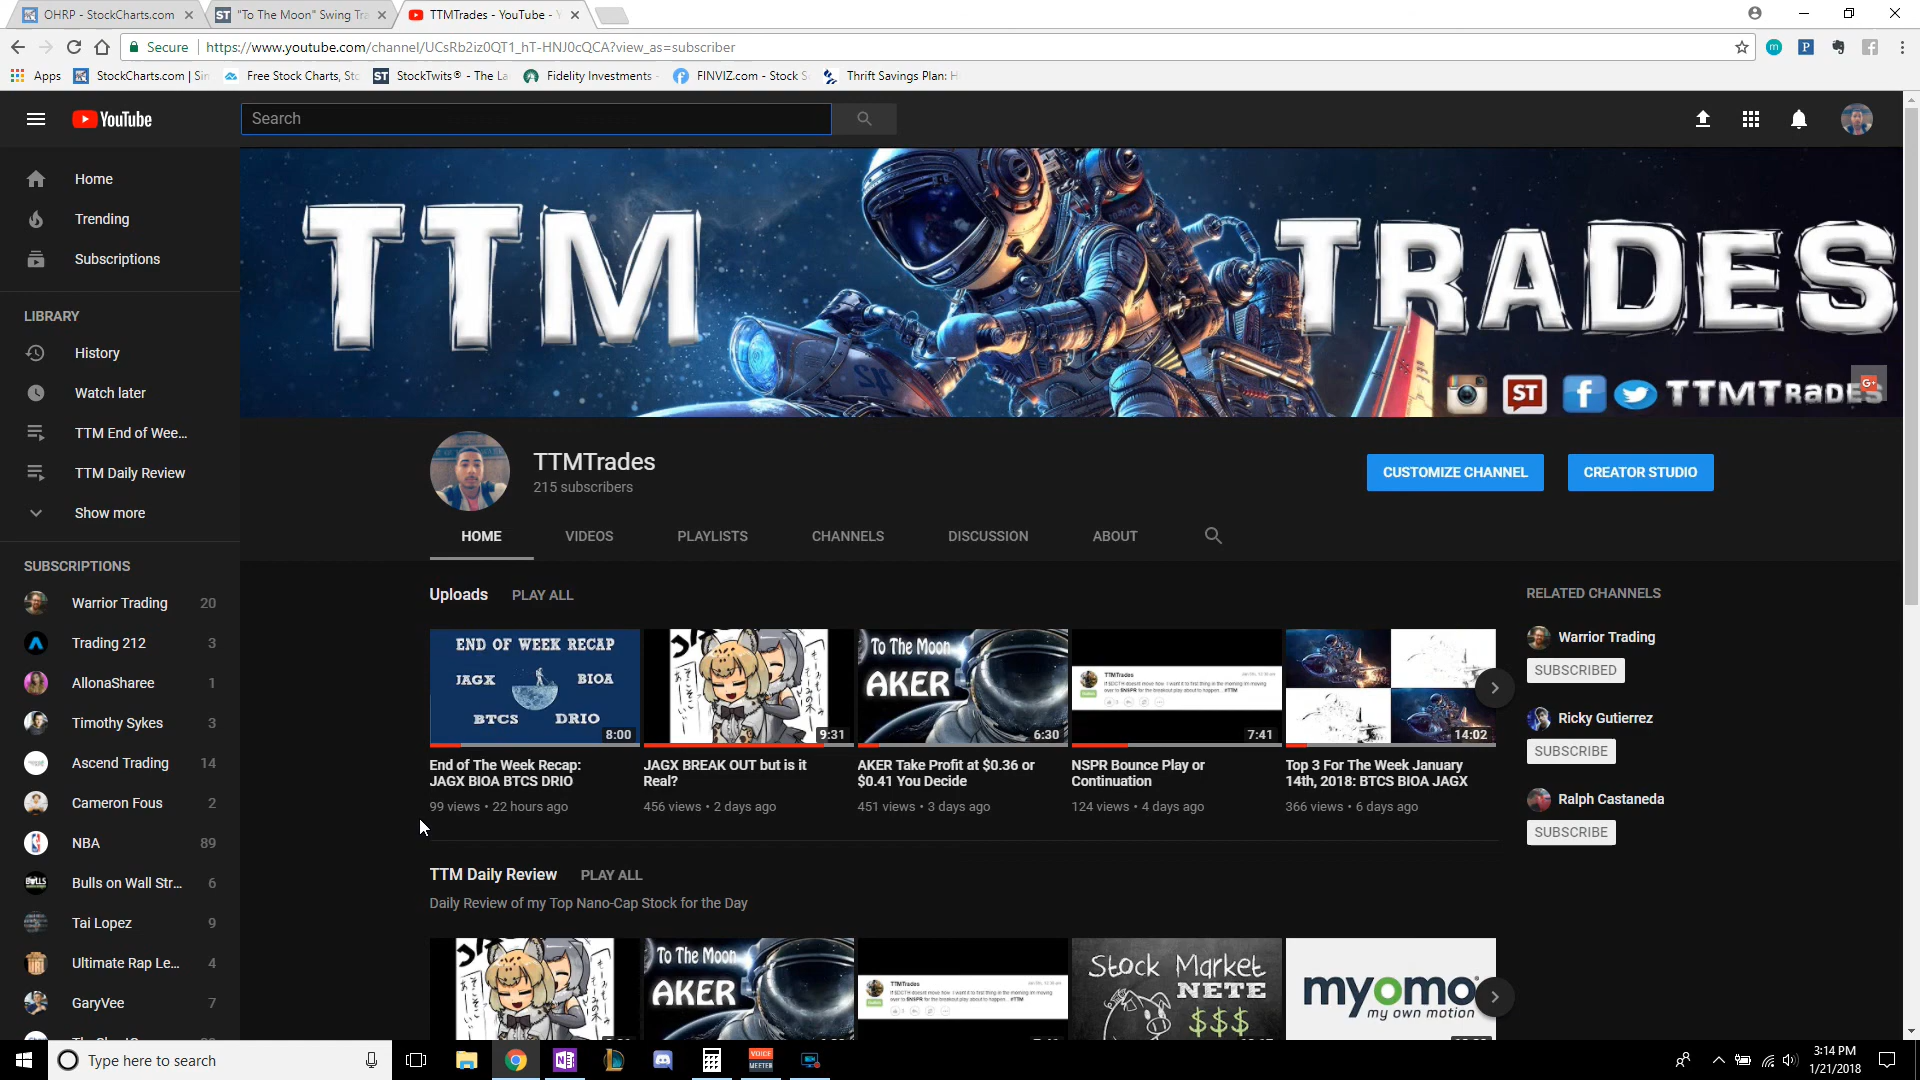 OHRP - StockCharts.com
"To The Moon" Swing Tra
TTMTrades - YouTube -
Secure
https://www.youtube.com/channel/UCsRb2iz0QT1_hT-HNJ0cQCA?view_as=subscriber
Apps
StockCharts.com | Sin
Free Stock Charts, Sto
ST StockTwits® - The La
Fidelity Investments -
FINVIZ.com - Stock S
Thrift Savings Plan: H
YouTube
Search
Home
Trending
Subscriptions
LIBRARY
History
Watch later
TTM End of Wee...
TTM Daily Review
Show more
SUBSCRIPTIONS
Warrior Trading 20
Trading 212 3
AllonaSharee 1
Timothy Sykes 3
Ascend Trading 14
Cameron Fous 2
NBA 89
Bulls on Wall Str... 6
Tai Lopez 9
Ultimate Rap Le... 4
GaryVee 7
TTM TRADES
42
ST
TTMTRADES
G+
TTMTrades
215 subscribers
CUSTOMIZE CHANNEL
CREATOR STUDIO
HOME
VIDEOS
PLAYLISTS
CHANNELS
DISCUSSION
ABOUT
Uploads PLAY ALL
END OF WEEK RECAP
JAGX BIOA
BTCS DRIO
8:00
9:31
To The Moon
AKER
6:30
TTMTrades
7:41
14:02
End of The Week Recap:
JAGX BIOA BTCS DRIO
99 views • 22 hours ago
JAGX BREAK OUT but is it
Real?
456 views • 2 days ago
AKER Take Profit at $0.36 or
$0.41 You Decide
451 views • 3 days ago
NSPR Bounce Play or
Continuation
124 views • 4 days ago
Top 3 For The Week January
14th, 2018: BTCS BIOA JAGX
366 views • 6 days ago
RELATED CHANNELS
Warrior Trading
SUBSCRIBED
Ricky Gutierrez
SUBSCRIBE
Ralph Castaneda
SUBSCRIBE
TTM Daily Review PLAY ALL
Daily Review of my Top Nano-Cap Stock for the Day
To The Moon
AKER
TTMTrades
Stock Market
NETE
$$$
myomo
my own motion
Type here to search
VOICE
MEETER
3:14 PM
1/21/2018